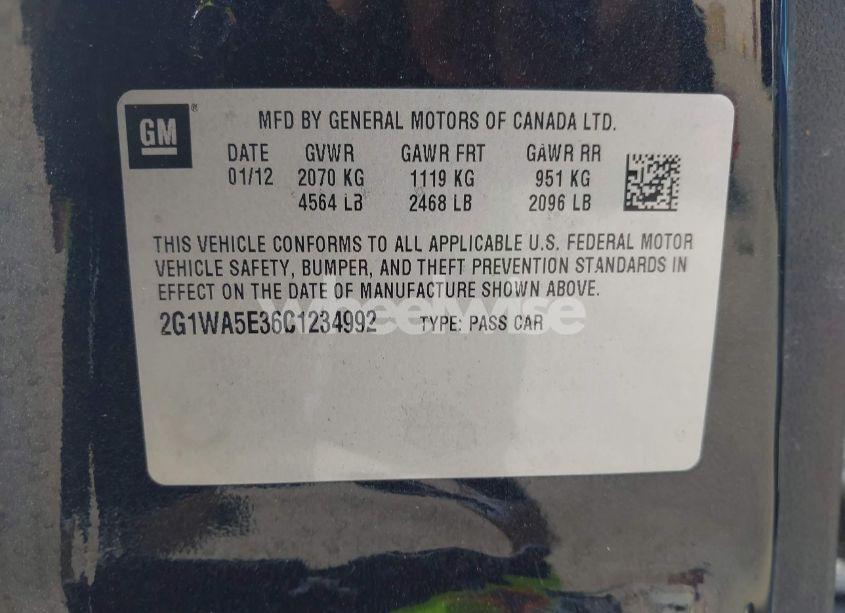 GM®
MFD BY GENERAL MOTORS OF CANADA LTD.
DATE GVWR GAWR FRT GAWR RR
01/12 2070 KG 1119 KG 951 KG
4564 LB 2468 LB 2096 LB
THIS VEHICLE CONFORMS TO ALL APPLICABLE U.S. FEDERAL MOTOR
VEHICLE SAFETY, BUMPER, AND THEFT PREVENTION STANDARDS IN
EFFECT ON THE DATE OF MANUFACTURE SHOWN ABOVE.
2G1WA5E36C1234992 TYPE: PASS CAR
WheelWise